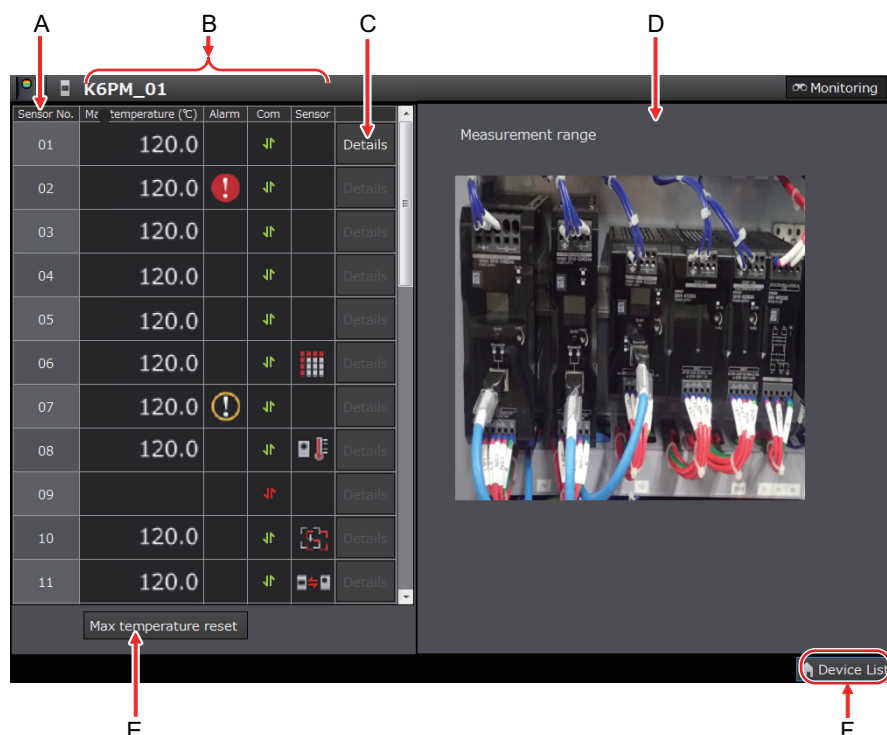 A B C D
K6PM_01 Monitoring
Sensor No. temperature (℃) Alarm Com Sensor
Measurement range
01 120.0 Details
02 120.0 Details
03 120.0 Details
04 120.0 Details
05 120.0 Details
06 120.0 Details
07 120.0 Details
08 120.0 Details
09 Details
10 120.0 Details
11 120.0 Details
Max temperature reset
Device List